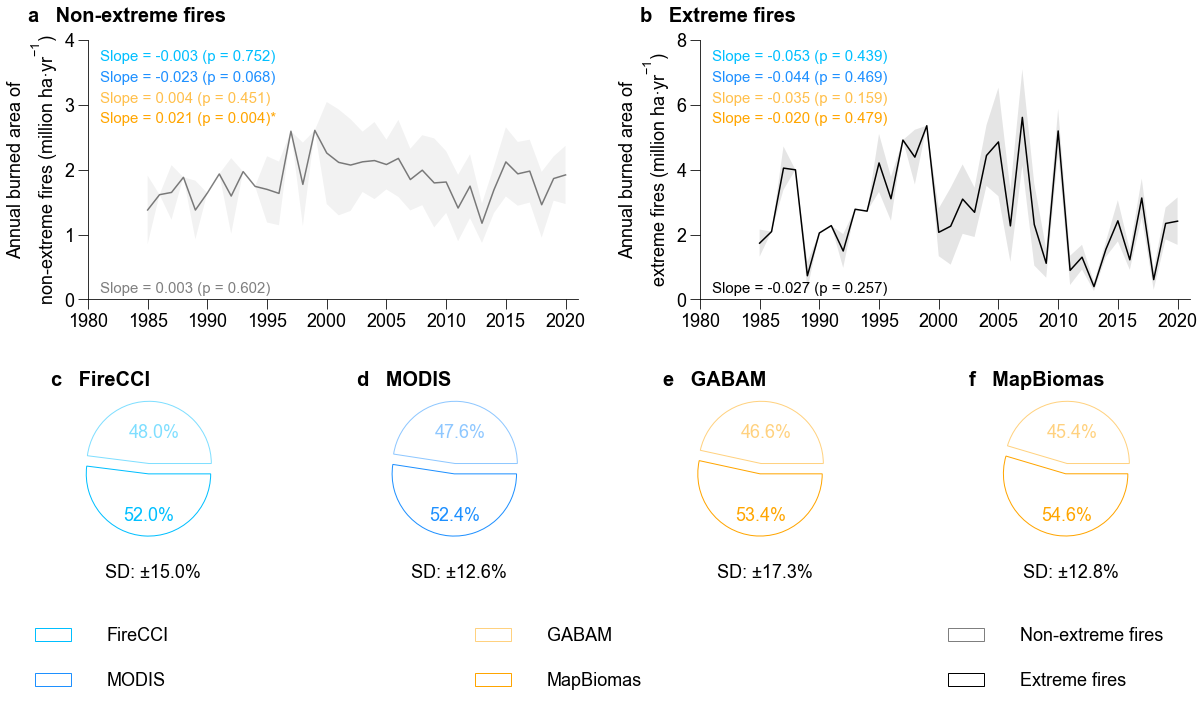 a Non-extreme fires
Annual burned area of
non-extreme fires (million ha·yr⁻¹)
4
3
2
1
0
Slope = -0.003 (p = 0.752)
Slope = -0.023 (p = 0.068)
Slope = 0.004 (p = 0.451)
Slope = 0.021 (p = 0.004)*
Slope = 0.003 (p = 0.602)
1980 1985 1990 1995 2000 2005 2010 2015 2020
b Extreme fires
Annual burned area of
extreme fires (million ha·yr⁻¹)
8
6
4
2
0
Slope = -0.053 (p = 0.439)
Slope = -0.044 (p = 0.469)
Slope = -0.035 (p = 0.159)
Slope = -0.020 (p = 0.479)
Slope = -0.027 (p = 0.257)
1980 1985 1990 1995 2000 2005 2010 2015 2020
c FireCCI
48.0%
52.0%
SD: ±15.0%
d MODIS
47.6%
52.4%
SD: ±12.6%
e GABAM
46.6%
53.4%
SD: ±17.3%
f MapBiomas
45.4%
54.6%
SD: ±12.8%
FireCCI
MODIS
GABAM
MapBiomas
Non-extreme fires
Extreme fires